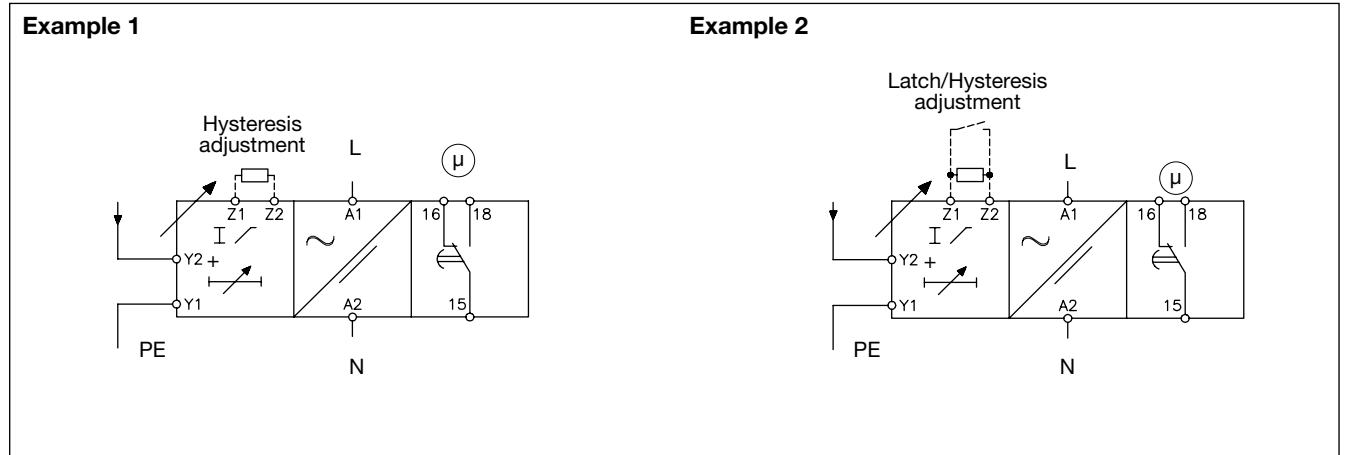 Example 1
Hysteresis
adjustment
L
µ
Z1 Z2 A1 16 18
Y2 +
Y1 A2 15
PE
N
Example 2
Latch/Hysteresis
adjustment
L
µ
Z1 Z2 A1 16 18
Y2 +
Y1 A2 15
PE
N